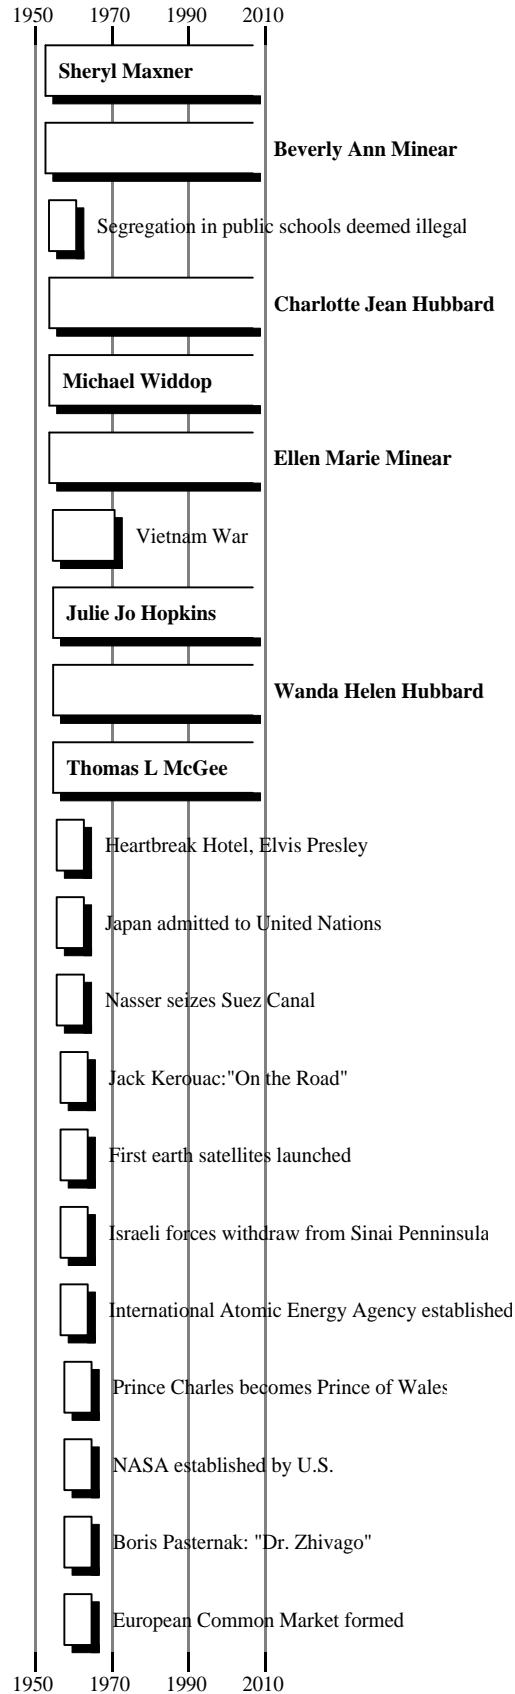 1950 1970 1990 2010
Sheryl Maxner
Beverly Ann Minear
Segregation in public schools deemed illegal
Charlotte Jean Hubbard
Michael Widdop
Ellen Marie Minear
Vietnam War
Julie Jo Hopkins
Wanda Helen Hubbard
Thomas L McGee
Heartbreak Hotel, Elvis Presley
Japan admitted to United Nations
Nasser seizes Suez Canal
Jack Kerouac:"On the Road"
First earth satellites launched
Israeli forces withdraw from Sinai Penninsula
International Atomic Energy Agency established
Prince Charles becomes Prince of Wales
NASA established by U.S.
Boris Pasternak: "Dr. Zhivago"
European Common Market formed
1950 1970 1990 2010